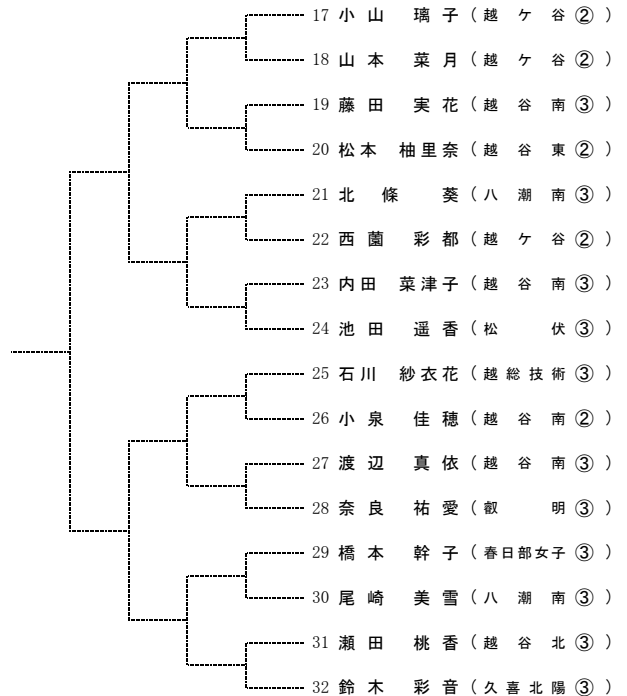 17 小山 璃子 ( 越ケ谷 ② )
18 山本 菜月 ( 越ケ谷 ② )
19 藤田 実花 ( 越谷南 ③ )
20 松本 柚里奈 ( 越谷東 ② )
21 北條 葵 ( 八潮南 ③ )
22 西薗 彩都 ( 越ケ谷 ② )
23 内田 菜津子 ( 越谷南 ③ )
24 池田 遥香 ( 松伏 ③ )
25 石川 紗衣花 ( 越総技術 ③ )
26 小泉 佳穂 ( 越谷南 ② )
27 渡辺 真依 ( 越谷南 ③ )
28 奈良 祐愛 ( 叡明 ③ )
29 橋本 幹子 ( 春日部女子 ③ )
30 尾崎 美雪 ( 八潮南 ③ )
31 瀬田 桃香 ( 越谷北 ③ )
32 鈴木 彩音 ( 久喜北陽 ③ )